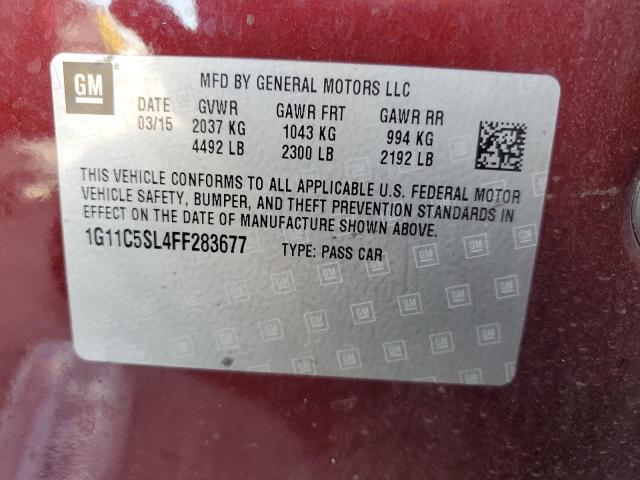 GM
MFD BY GENERAL MOTORS LLC
DATE GVWR GAWR FRT GAWR RR
03/15 2037 KG 1043 KG 994 KG
4492 LB 2300 LB 2192 LB
THIS VEHICLE CONFORMS TO ALL APPLICABLE U.S. FEDERAL MOTOR
VEHICLE SAFETY, BUMPER, AND THEFT PREVENTION STANDARDS IN
EFFECT ON THE DATE OF MANUFACTURE SHOWN ABOVE.
1G11C5SL4FF283677 TYPE: PASS CAR